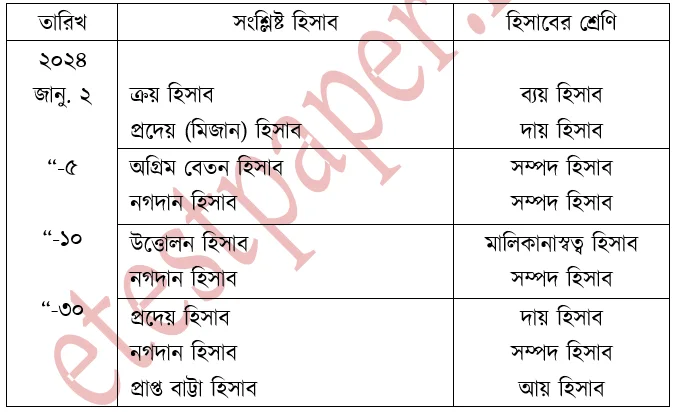 তারিখ সংশ্লিষ্ট হিসাব হিসাবের শ্রেণি
২০২৪
জানু. ২ ক্রয় হিসাব ব্যয় হিসাব
প্রদেয় (মিজান) হিসাব দায় হিসাব
“-৫ অগ্রিম বেতন হিসাব সম্পদ হিসাব
নগদান হিসাব সম্পদ হিসাব
“-১০ উত্তোলন হিসাব মালিকানাস্বত্ব হিসাব
নগদান হিসাব সম্পদ হিসাব
“-৩০ প্রদেয় হিসাব দায় হিসাব
নগদান হিসাব সম্পদ হিসাব
প্রাপ্ত বাট্টা হিসাব আয় হিসাব
etestpaper.